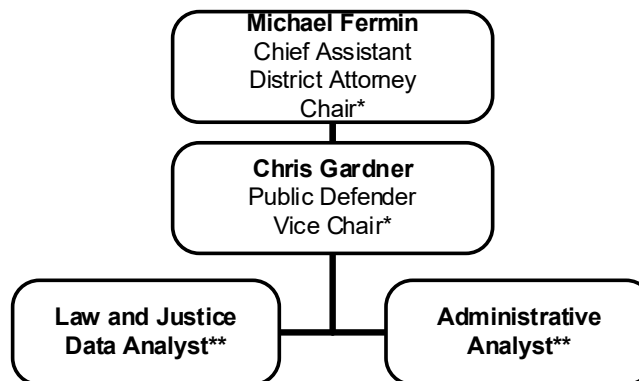 Michael Fermin
Chief Assistant
District Attorney
Chair*
Chris Gardner
Public Defender
Vice Chair*
Law and Justice
Data Analyst**
Administrative
Analyst**